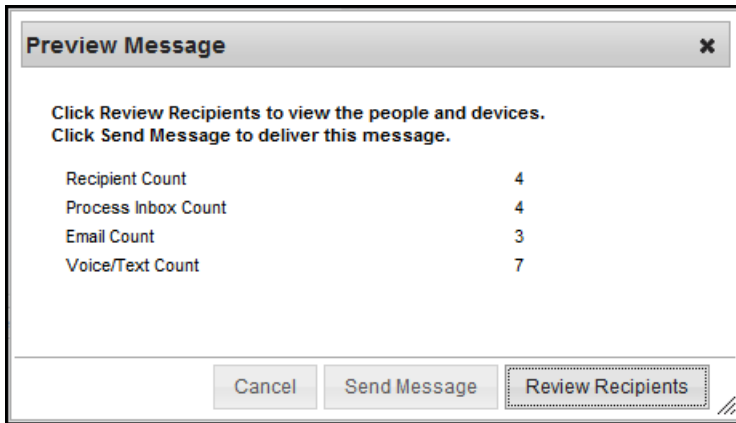 Preview Message
Click Review Recipients to view the people and devices.
Click Send Message to deliver this message.
Recipient Count 4
Process Inbox Count 4
Email Count 3
Voice/Text Count 7
Cancel Send Message Review Recipients